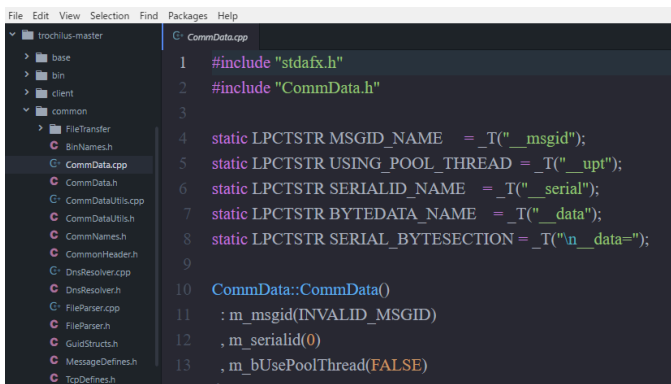 File Edit View Selection Find Packages Help
trochilus-master
base
bin
client
common
FileTransfer
BinNames.h
CommData.cpp
CommData.h
CommDataUtils.cpp
CommDataUtils.h
CommNames.h
CommonHeader.h
DnsResolver.cpp
DnsResolver.h
FileParser.cpp
FileParser.h
GuidStructs.h
MessageDefines.h
TcpDefines.h
CommData.cpp
1 #include "stdafx.h"
2 #include "CommData.h"
3
4 static LPCTSTR MSGID_NAME = _T("__msgid");
5 static LPCTSTR USING_POOL_THREAD = _T("__upt");
6 static LPCTSTR SERIALID_NAME = _T("__serial");
7 static LPCTSTR BYTEDATA_NAME = _T("__data");
8 static LPCTSTR SERIAL_BYTESECTION = _T("\n__data=");
9
10 CommData::CommData()
11 : m_msgid(INVALID_MSGID)
12 , m_serialid(0)
13 , m_bUsePoolThread(FALSE)